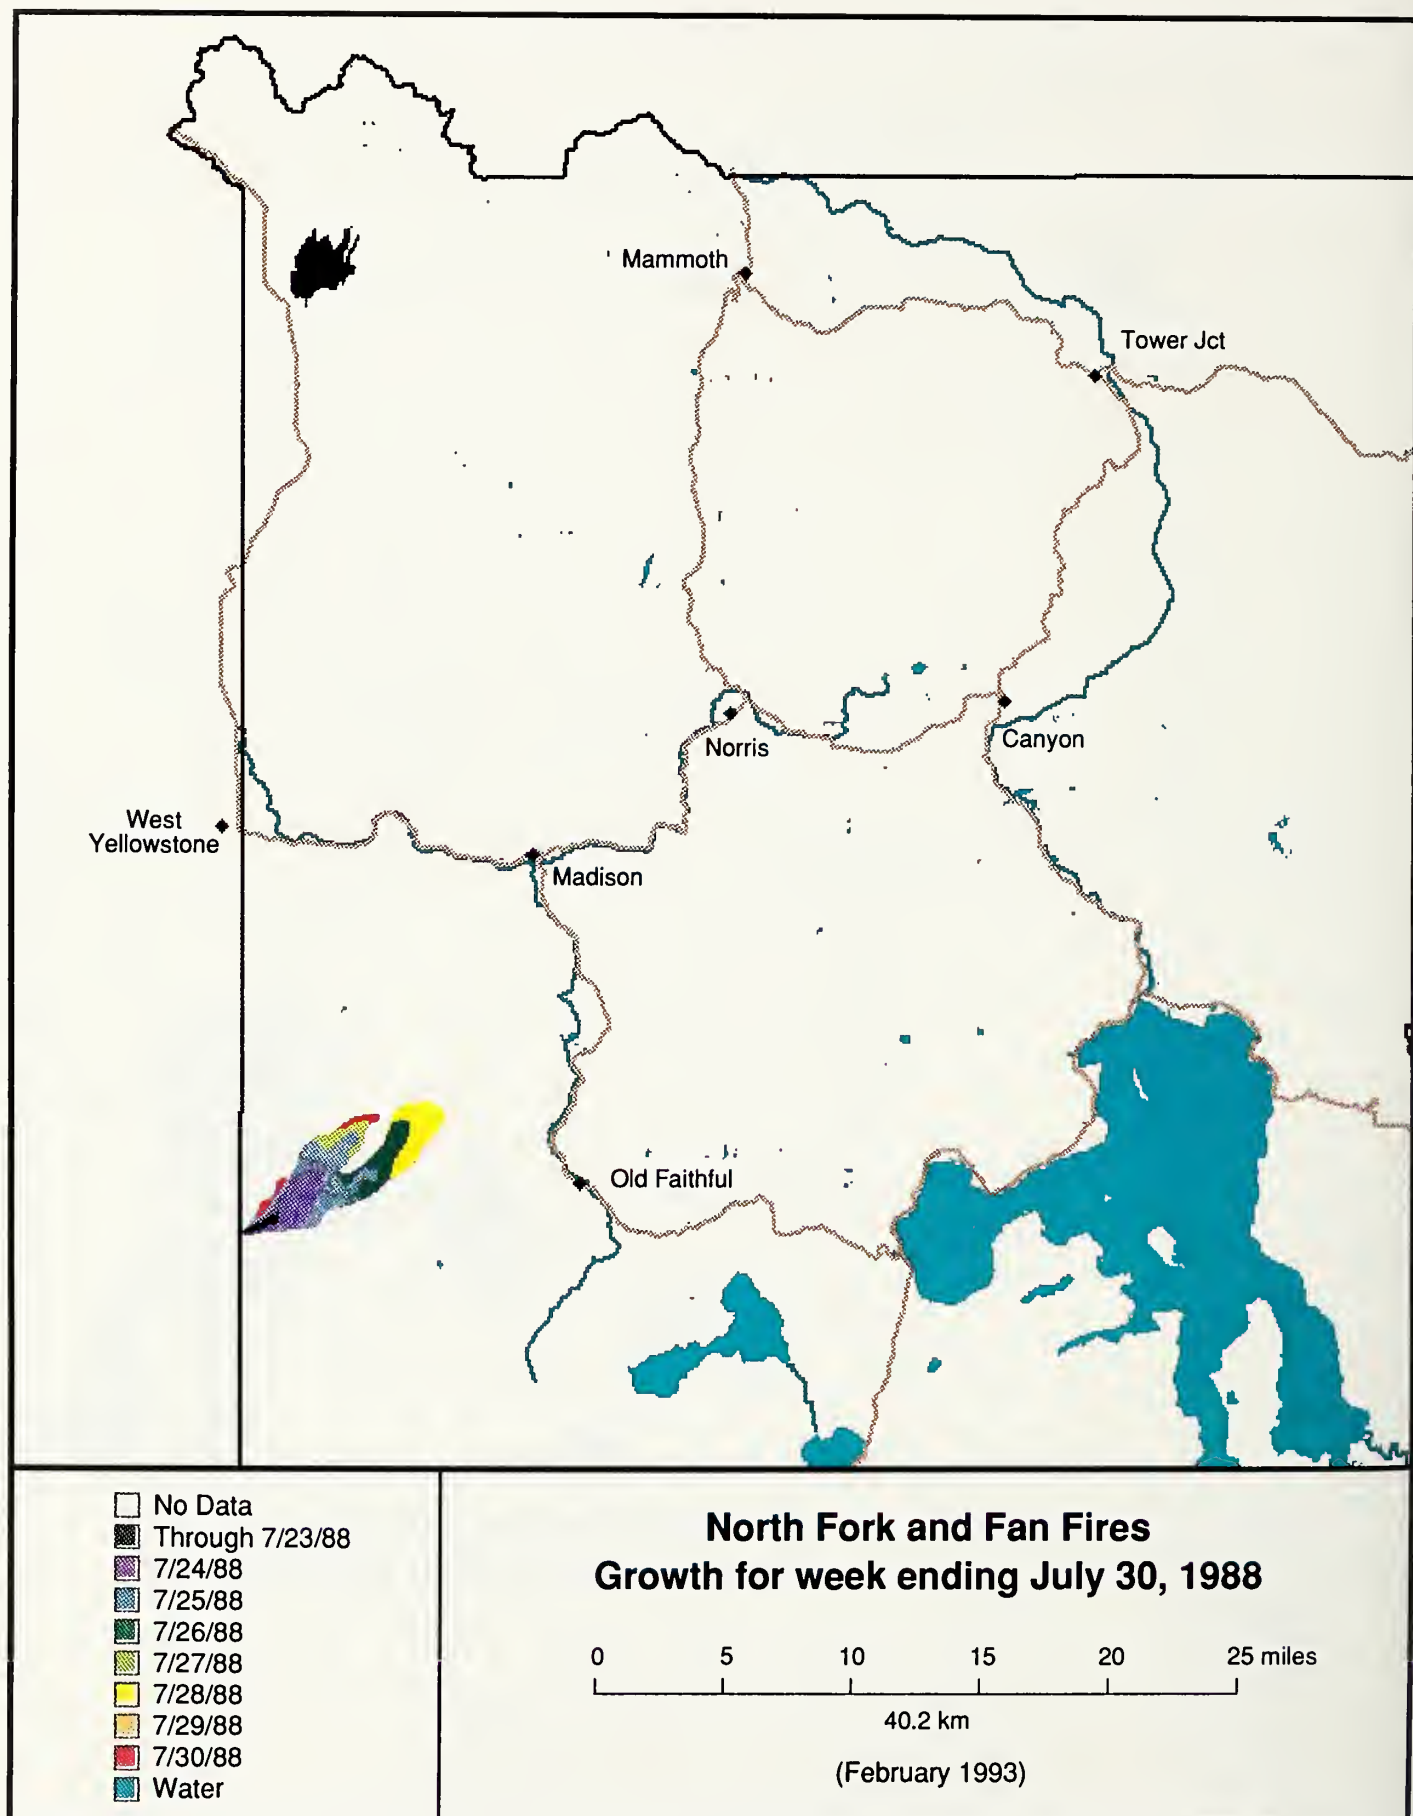 Mammoth
Tower Jct
Norris
Canyon
West
Yellowstone
Madison
Old Faithful
No Data
Through 7/23/88
7/24/88
7/25/88
7/26/88
7/27/88
7/28/88
7/29/88
7/30/88
Water
North Fork and Fan Fires
Growth for week ending July 30, 1988
0 5 10 15 20 25 miles
40.2 km
(February 1993)